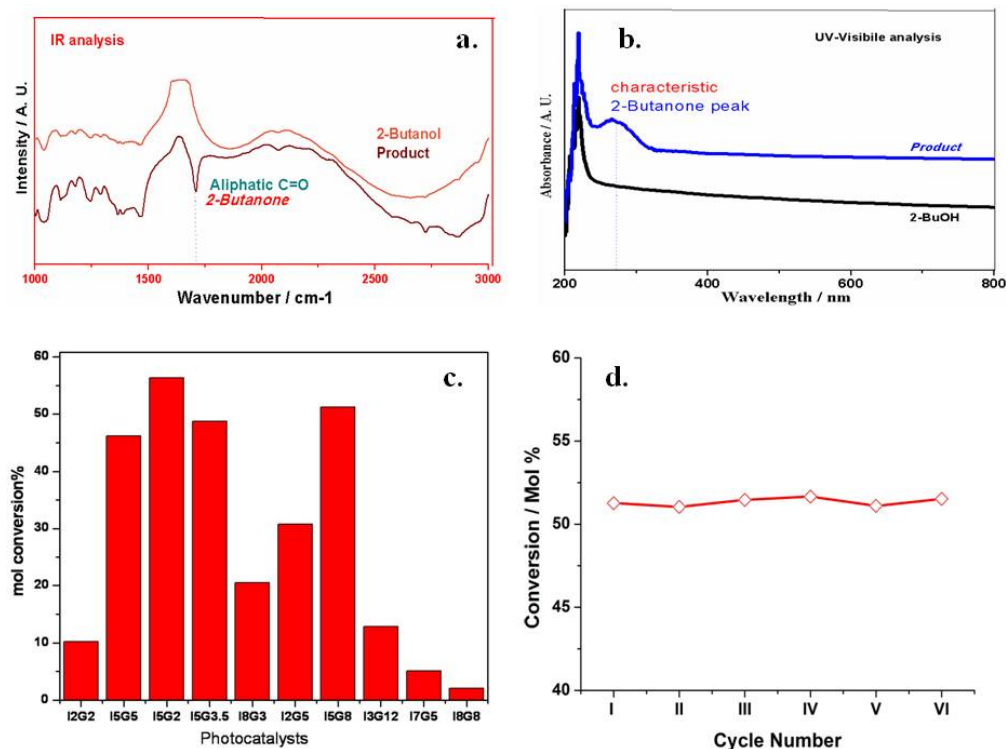 IR analysis
a.
Intensity / A. U.
2-Butanol
Product
Aliphatic C=O
2-Butanone
1000 1500 2000 2500 3000
Wavenumber / cm-1
b.
UV-Visibile analysis
characteristic
2-Butanone peak
Absorbance / A. U.
Product
2-BuOH
200 400 600 800
Wavelength / nm
c.
60
50
40
30
20
10
0
mol conversion%
I2G2 I5G5 I5G2 I5G3.5 I8G3 I2G5 I5G8 I3G12 I7G5 I8G8
Photocatalysts
d.
60
55
50
45
40
Conversion / Mol %
I II III IV V VI
Cycle Number